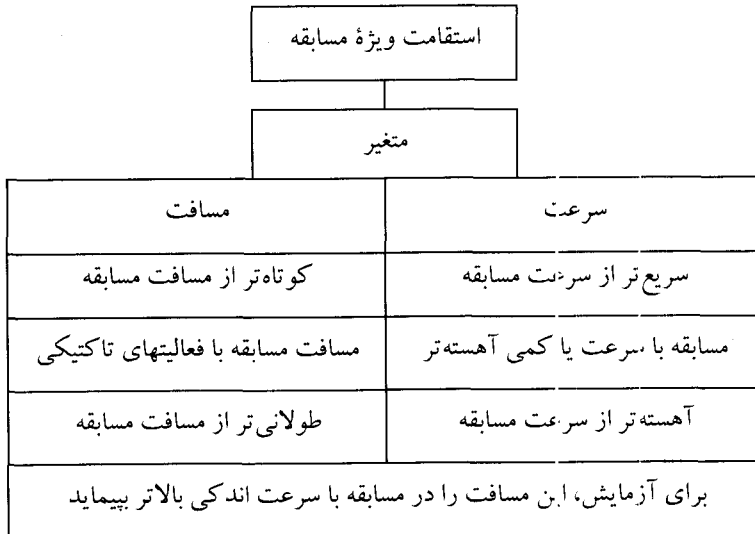 استقامت ویژۀ مسابقه
متغیر
سرعت
مسافت
سریع‌تر از سرعت مسابقه
کوتاه‌تر از مسافت مسابقه
مسابقه با سرعت یا کمی آهسته‌تر
مسافت مسابقه با فعالیتهای تاکتیکی
آهسته‌تر از سرعت مسابقه
طولانی‌تر از مسافت مسابقه
برای آزمایش، این مسافت را در مسابقه با سرعت اندکی بالاتر بپیماید